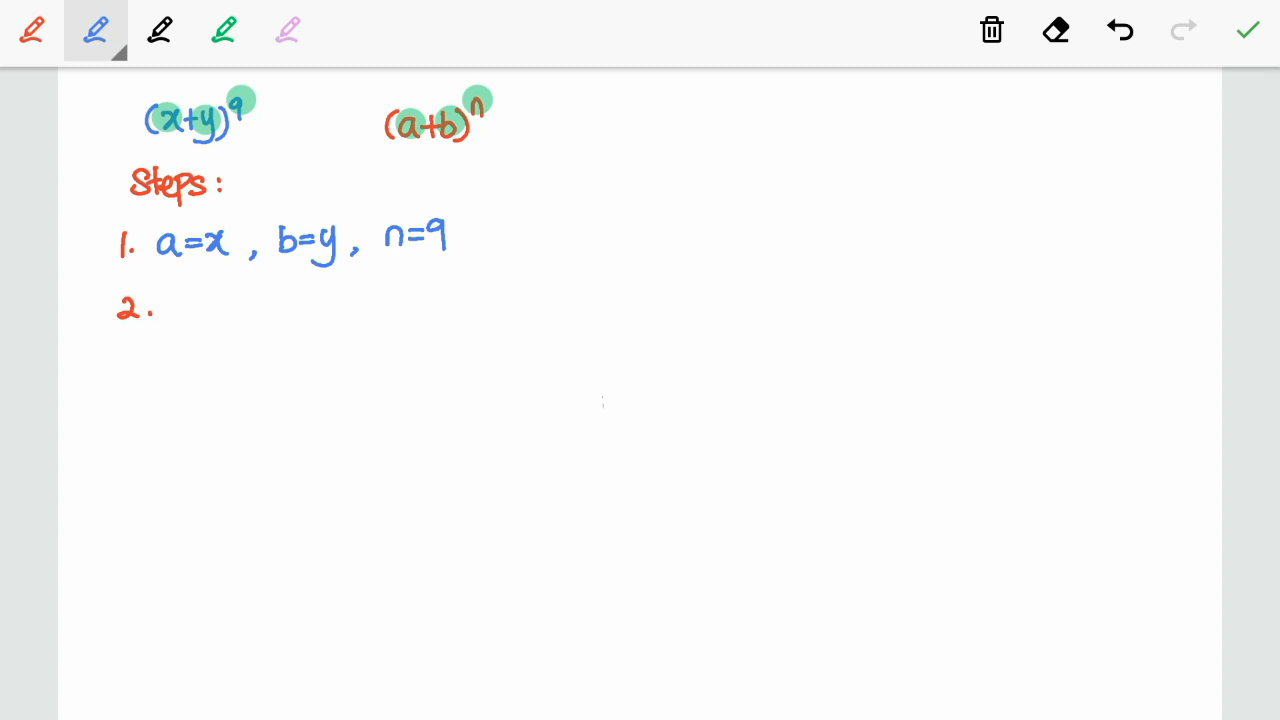 (x+y)⁹ (a+b)ⁿ
Steps :
1. a=x , b=y , n=9
2.